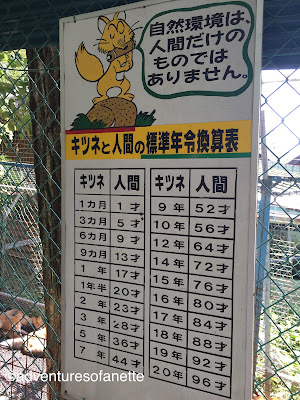 自然環境は、
人間だけの
ものでは
ありません。
キツネと人間の標準年令換算表
キツネ 人間
1カ月 1才
3カ月 5才
6カ月 9才
9カ月 13才
1年 17才
1年半 20才
2年 23才
3年 28才
5年 36才
7年 44才
キツネ 人間
9年 52才
10年 56才
12年 64才
14年 72才
15年 76才
16年 80才
17年 84才
18年 88才
19年 92才
20年 96才
©adventuresofanette